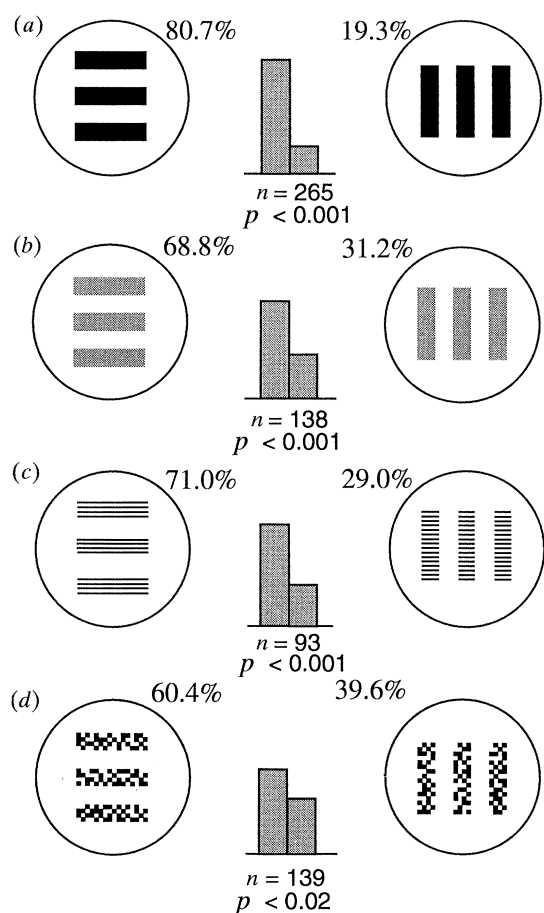 (a) 80.7% 19.3%
n = 265
p < 0.001
(b) 68.8% 31.2%
n = 138
p < 0.001
(c) 71.0% 29.0%
n = 93
p < 0.001
(d) 60.4% 39.6%
n = 139
p < 0.02